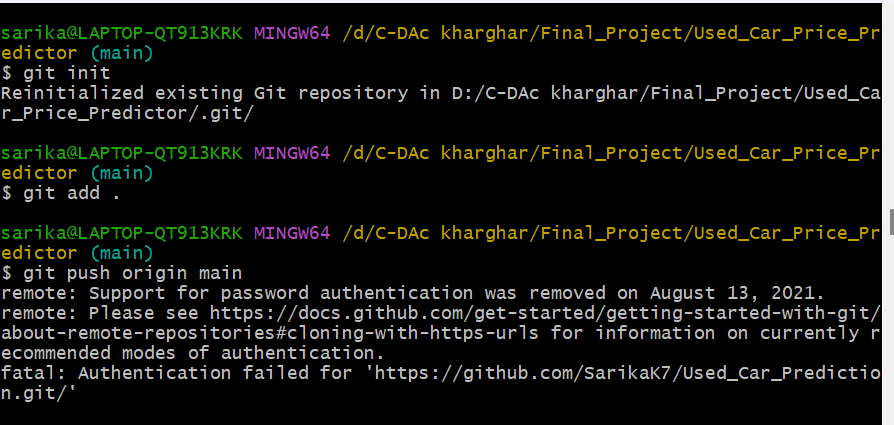 sarika@LAPTOP-QT913KRK MINGW64 /d/C-DAc kharghar/Final_Project/Used_Car_Price_Pr
edictor (main)
$ git init
Reinitialized existing Git repository in D:/C-DAc kharghar/Final_Project/Used_Ca
r_Price_Predictor/.git/
sarika@LAPTOP-QT913KRK MINGW64 /d/C-DAc kharghar/Final_Project/Used_Car_Price_Pr
edictor (main)
$ git add .
sarika@LAPTOP-QT913KRK MINGW64 /d/C-DAc kharghar/Final_Project/Used_Car_Price_Pr
edictor (main)
$ git push origin main
remote: Support for password authentication was removed on August 13, 2021.
remote: Please see https://docs.github.com/get-started/getting-started-with-git/
about-remote-repositories#cloning-with-https-urls for information on currently r
ecommended modes of authentication.
fatal: Authentication failed for 'https://github.com/SarikaK7/Used_Car_Predictio
n.git/'